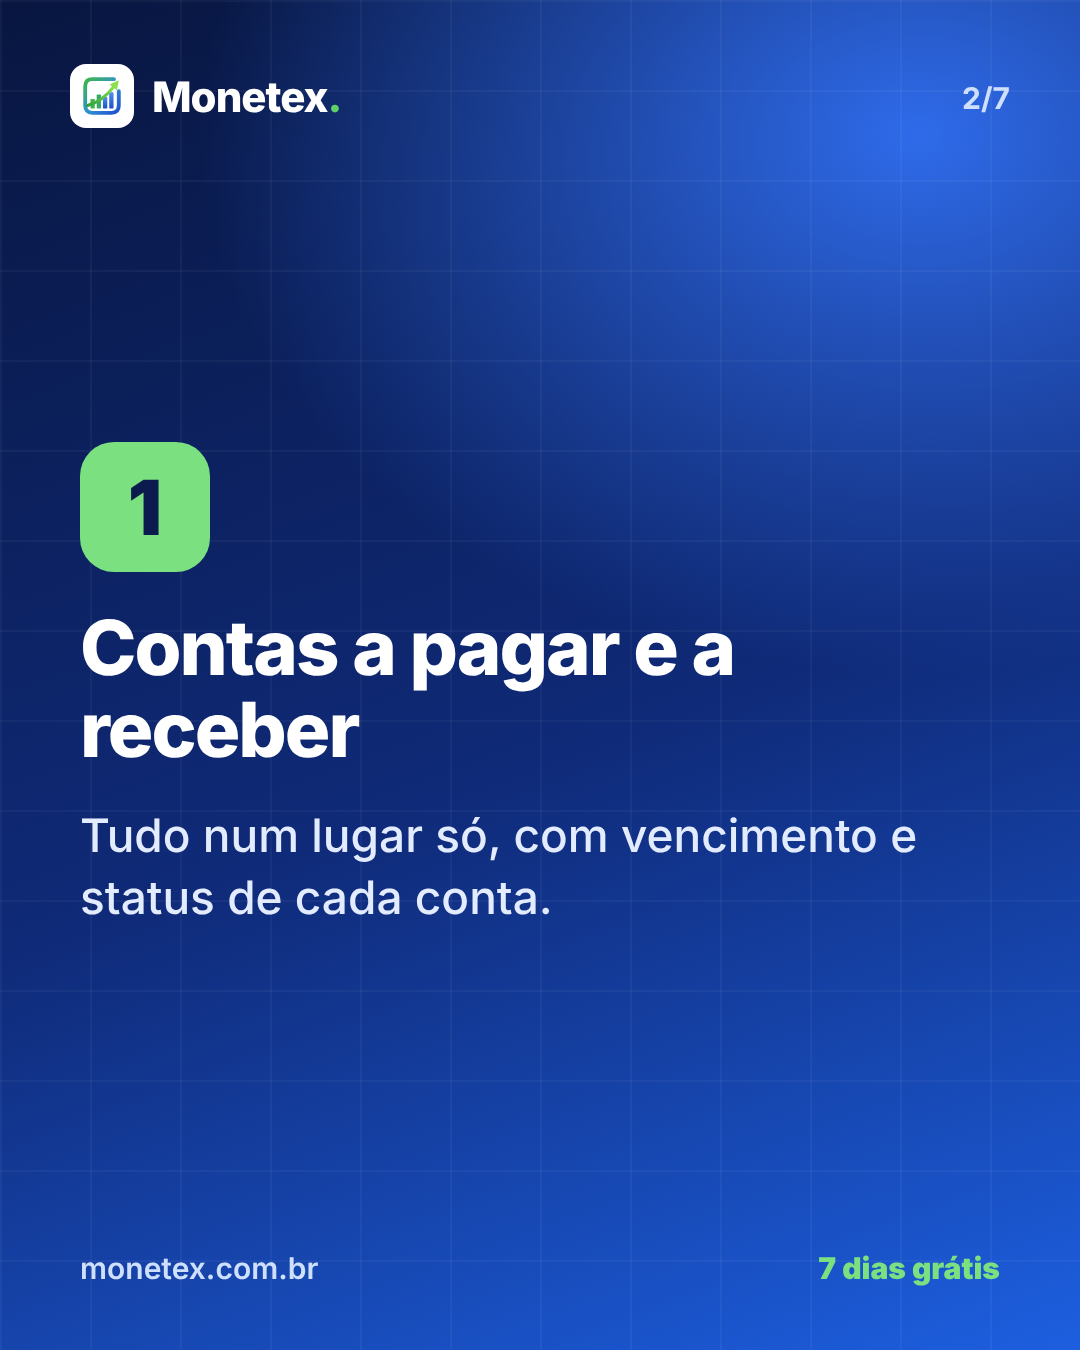 Monetex.
2/7
1
Contas a pagar e a
receber
Tudo num lugar só, com vencimento e
status de cada conta.
monetex.com.br
7 dias grátis